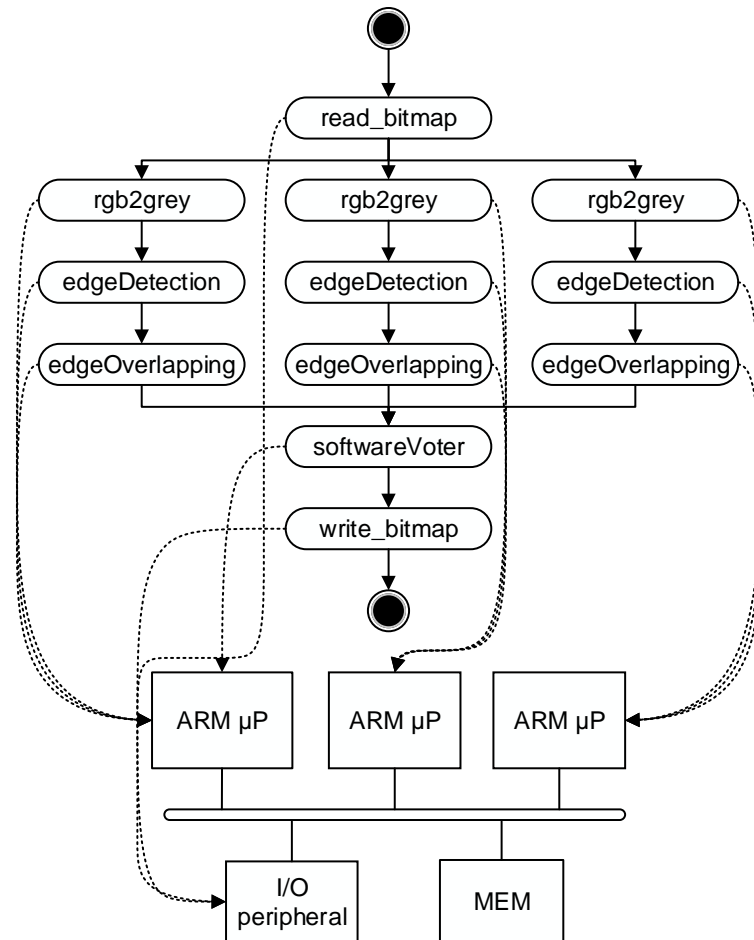 read_bitmap
rgb2grey
rgb2grey
rgb2grey
edgeDetection
edgeDetection
edgeDetection
edgeOverlapping
edgeOverlapping
edgeOverlapping
softwareVoter
write_bitmap
ARM µP
ARM µP
ARM µP
I/O
peripheral
MEM